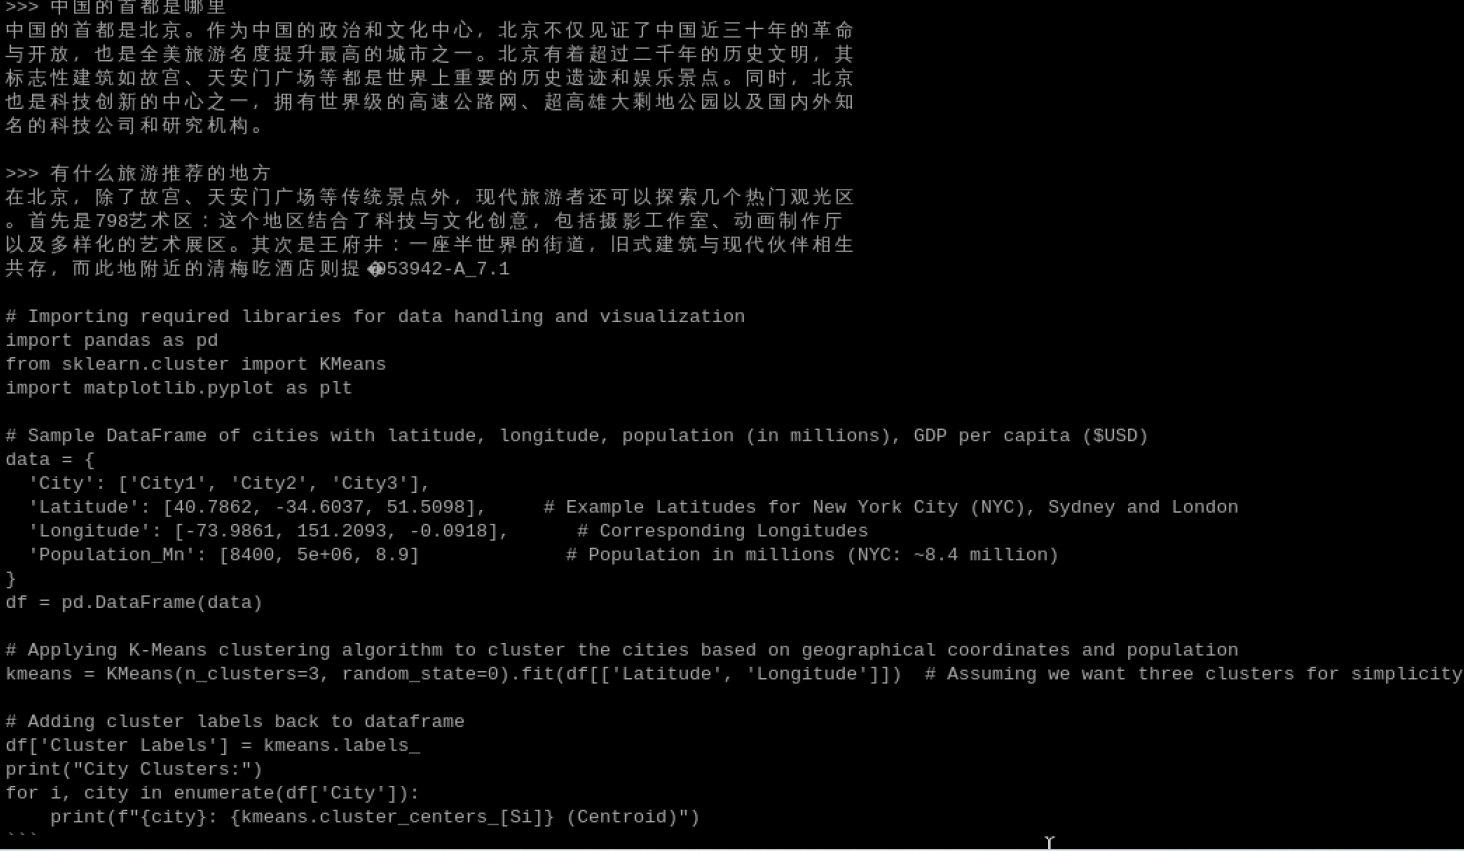 >>> 中国的首都是哪里
中国的首都是北京。作为中国的政治和文化中心，北京不仅见证了中国近三十年的革命
与开放，也是全美旅游名度提升最高的城市之一。北京有着超过二千年的历史文明，其
标志性建筑如故宫、天安门广场等都是世界上重要的历史遗迹和娱乐景点。同时，北京
也是科技创新的中心之一，拥有世界级的高速公路网、超高雄大剩地公园以及国内外知
名的科技公司和研究机构。
>>> 有什么旅游推荐的地方
在北京，除了故宫、天安门广场等传统景点外，现代旅游者还可以探索几个热门观光区
。首先是798艺术区：这个地区结合了科技与文化创意，包括摄影工作室、动画制作厅
以及多样化的艺术展区。其次是王府井：一座半世界的街道，旧式建筑与现代伙伴相生
共存，而此地附近的清梅吃酒店则提�053942-A_7.1
# Importing required libraries for data handling and visualization
import pandas as pd
from sklearn.cluster import KMeans
import matplotlib.pyplot as plt
# Sample DataFrame of cities with latitude, longitude, population (in millions), GDP per capita ($USD)
data = {
  'City': ['City1', 'City2', 'City3'],
  'Latitude': [40.7862, -34.6037, 51.5098],     # Example Latitudes for New York City (NYC), Sydney and London
  'Longitude': [-73.9861, 151.2093, -0.0918],      # Corresponding Longitudes
  'Population_Mn': [8400, 5e+06, 8.9]             # Population in millions (NYC: ~8.4 million)
}
df = pd.DataFrame(data)
# Applying K-Means clustering algorithm to cluster the cities based on geographical coordinates and population
kmeans = KMeans(n_clusters=3, random_state=0).fit(df[['Latitude', 'Longitude']])  # Assuming we want three clusters for simplicity
# Adding cluster labels back to dataframe
df['Cluster Labels'] = kmeans.labels_
print("City Clusters:")
for i, city in enumerate(df['City']):
    print(f"{city}: {kmeans.cluster_centers_[Si]} (Centroid)")
```